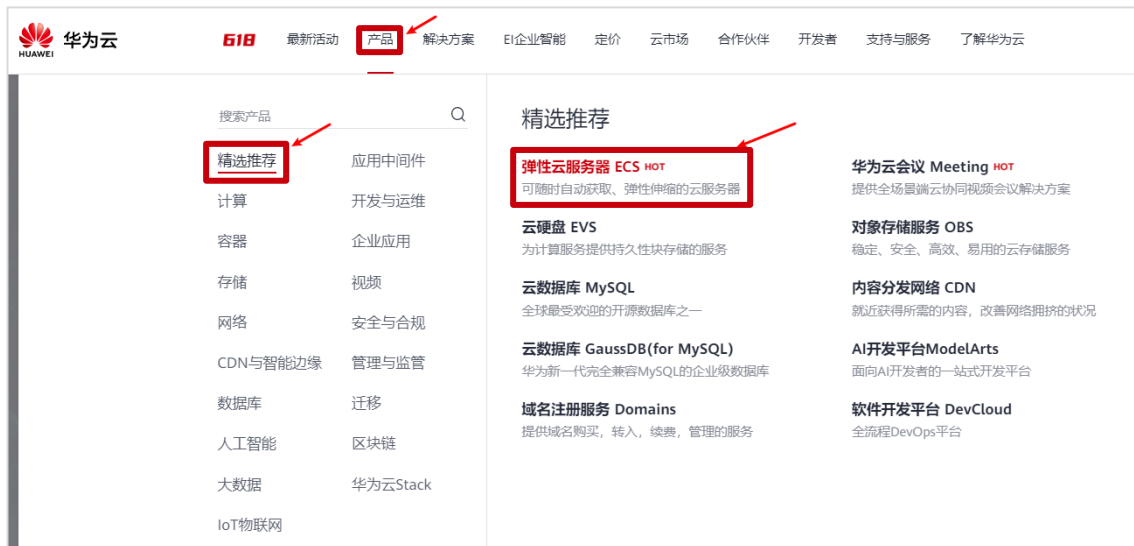 HUAWEI
华为云
618
最新活动
产品
解决方案
EI企业智能
定价
云市场
合作伙伴
开发者
支持与服务
了解华为云
搜索产品
精选推荐
应用中间件
计算
开发与运维
容器
企业应用
存储
视频
网络
安全与合规
CDN与智能边缘
管理与监管
数据库
迁移
人工智能
区块链
大数据
华为云Stack
IoT物联网
精选推荐
弹性云服务器 ECS HOT
可随时自动获取、弹性伸缩的云服务器
华为云会议 Meeting HOT
提供全场景端云协同视频会议解决方案
云硬盘 EVS
为计算服务提供持久性块存储的服务
对象存储服务 OBS
稳定、安全、高效、易用的云存储服务
云数据库 MySQL
全球最受欢迎的开源数据库之一
内容分发网络 CDN
就近获得所需的内容，改善网络拥挤的状况
云数据库 GaussDB(for MySQL)
华为新一代完全兼容MySQL的企业级数据库
AI开发平台ModelArts
面向AI开发者的一站式开发平台
域名注册服务 Domains
提供域名购买，转入，续费，管理的服务
软件开发平台 DevCloud
全流程DevOps平台